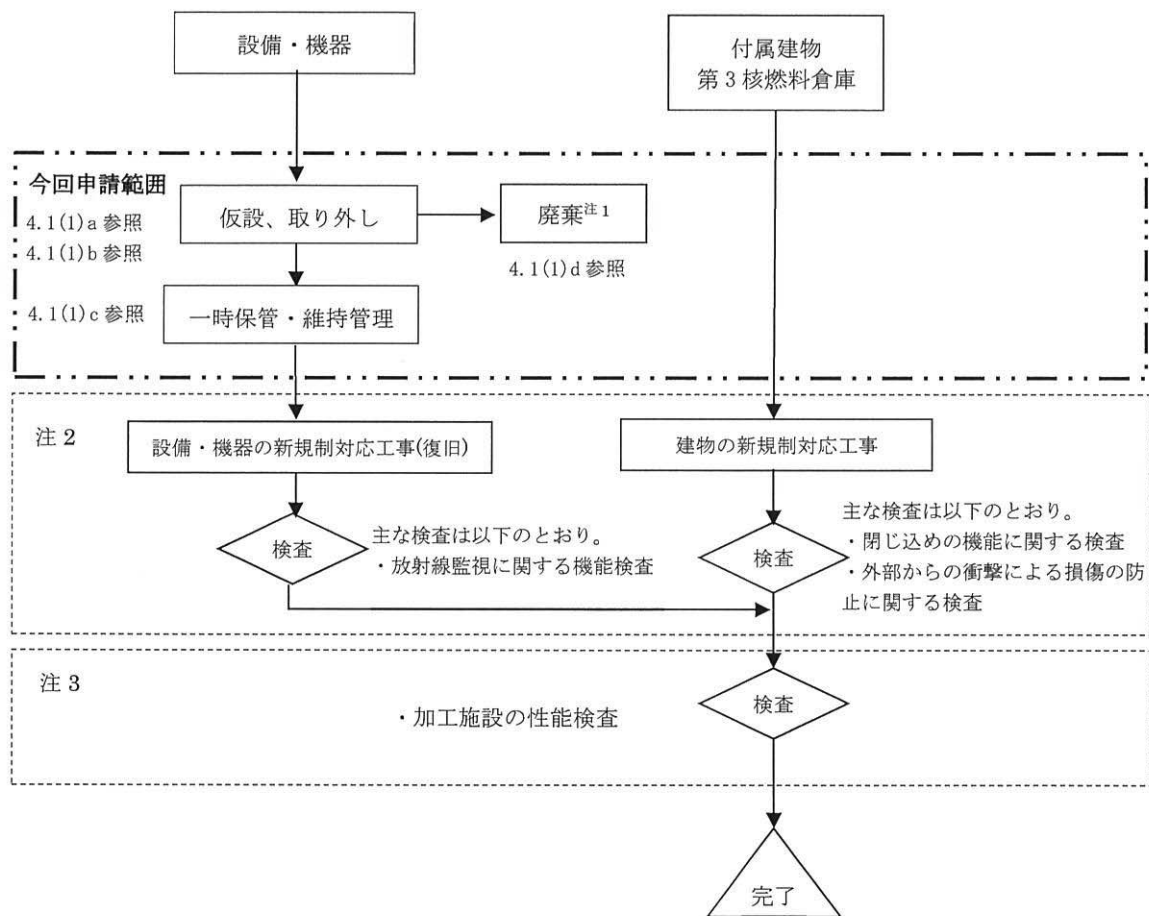 設備・機器
付属建物
第3核燃料倉庫
今回申請範囲
4.1(1)a 参照
4.1(1)b 参照
仮設、取り外し
廃棄注1
4.1(1)d 参照
4.1(1)c 参照
一時保管・維持管理
注2
設備・機器の新規制対応工事(復旧)
建物の新規制対応工事
検査
主な検査は以下のとおり。
・放射線監視に関する機能検査
検査
主な検査は以下のとおり。
・閉じ込めの機能に関する検査
・外部からの衝撃による損傷の防
止に関する検査
注3
・加工施設の性能検査
検査
完了